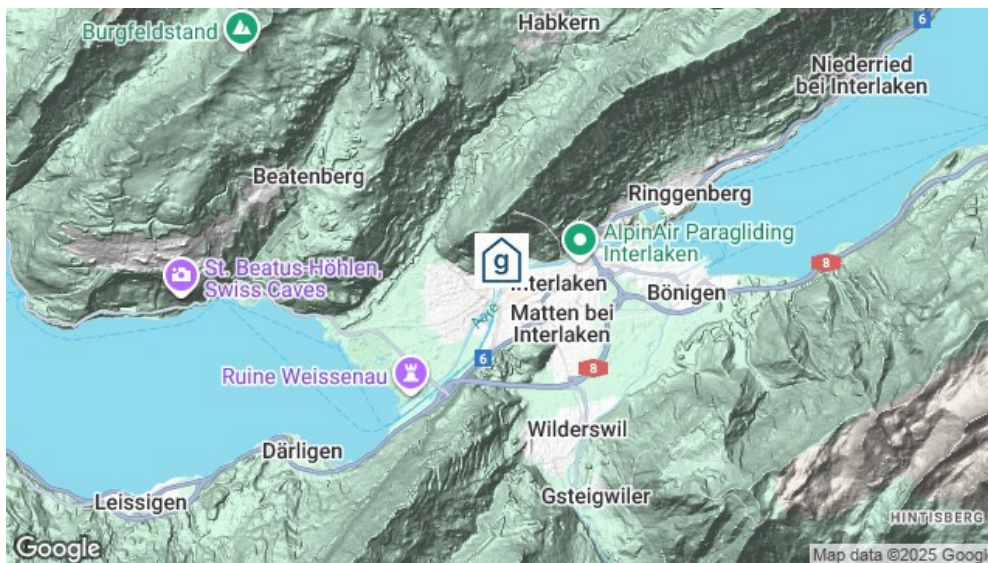 Burgfeldstand
Habkern
6
Niederried
bei Interlaken
Beatenberg
Ringgenberg
AlpinAir Paragliding
Interlaken
g
St. Beatus-Höhlen,
Swiss Caves
8
Interlaken
Bönigen
Aare
Matten bei
Interlaken
6
8
Ruine Weissenau
Wilderswil
Därligen
Leissigen
Gsteigwiler
HINTISBERG
Google
Map data ©2025 Google